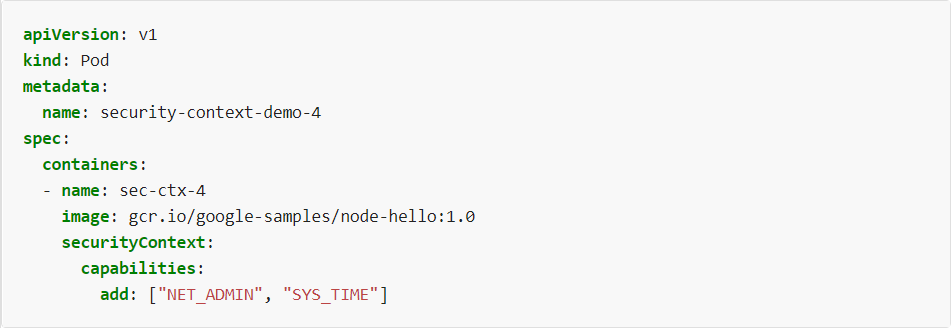 apiVersion: v1
kind: Pod
metadata:
  name: security-context-demo-4
spec:
  containers:
  - name: sec-ctx-4
    image: gcr.io/google-samples/node-hello:1.0
    securityContext:
      capabilities:
        add: ["NET_ADMIN", "SYS_TIME"]